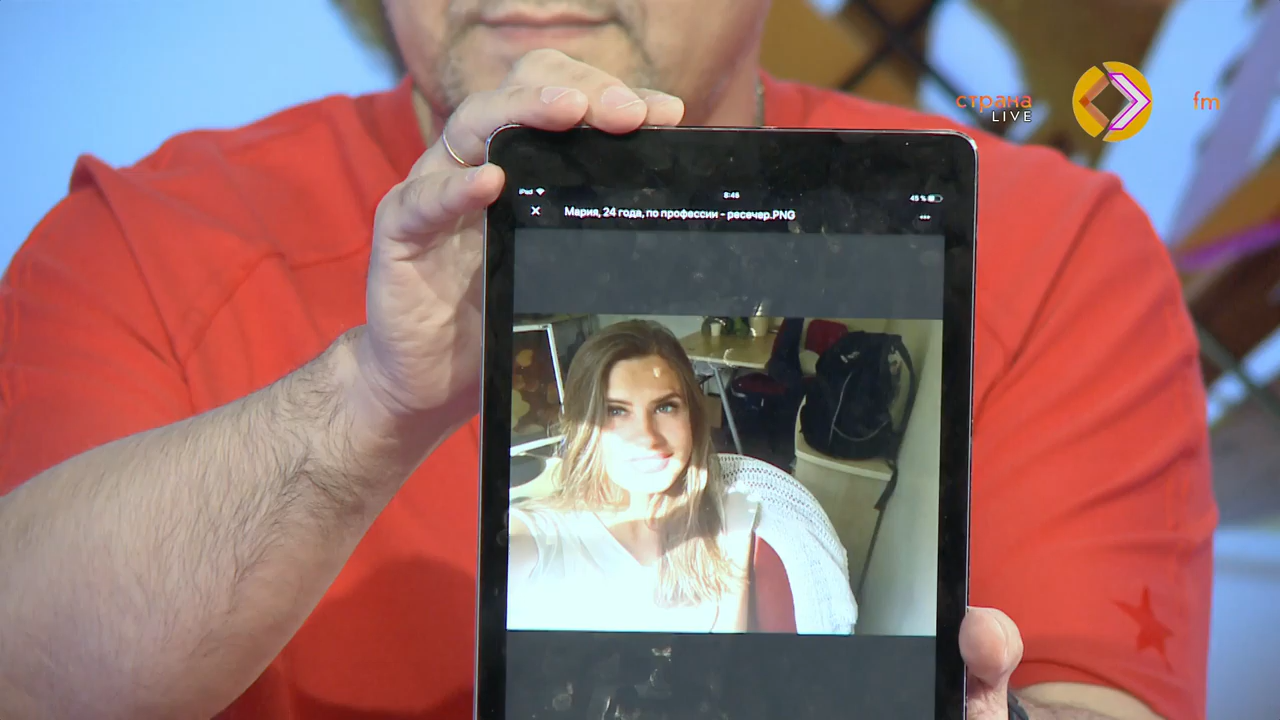 страна
LIVE
fm
iPad
8:46
45 %
Мария, 24 года, по профессии - ресечер.PNG